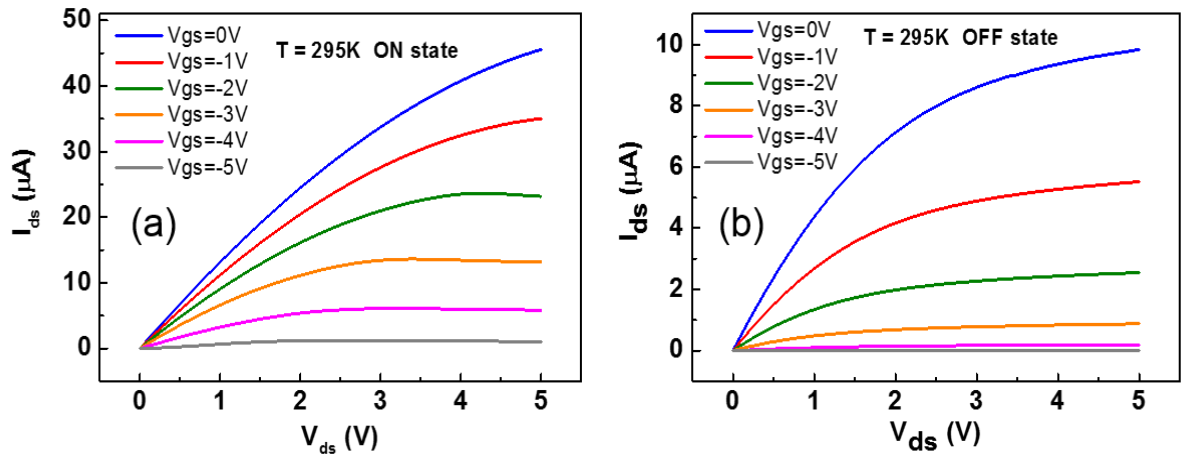 Vgs=0V
Vgs=-1V
Vgs=-2V
Vgs=-3V
Vgs=-4V
Vgs=-5V
T = 295K ON state
(a)
50
40
30
20
10
0
Ids (μA)
0 1 2 3 4 5
Vds (V)
Vgs=0V
Vgs=-1V
Vgs=-2V
Vgs=-3V
Vgs=-4V
Vgs=-5V
T = 295K OFF state
(b)
10
8
6
4
2
0
Ids (μA)
0 1 2 3 4 5
Vds (V)